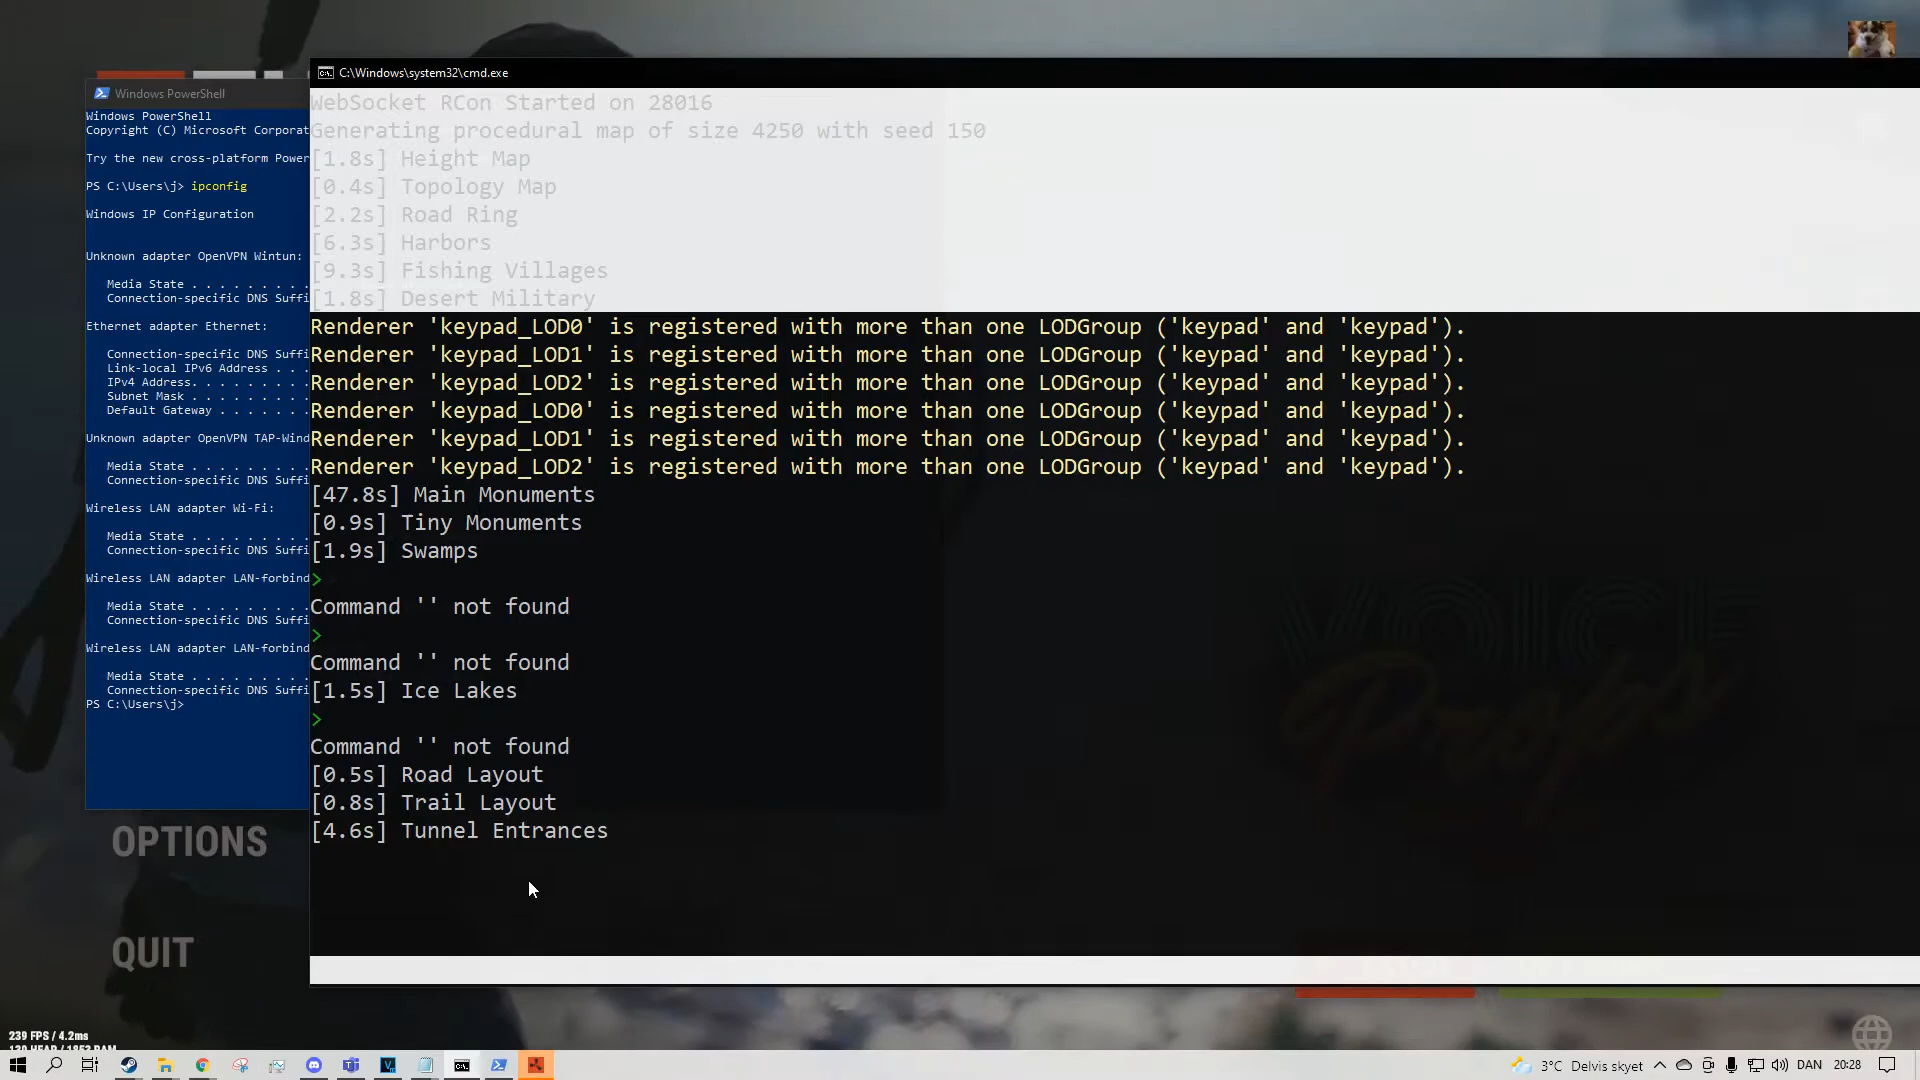 C:\Windows\system32\cmd.exe
WebSocket RCon Started on 28016
Generating procedural map of size 4250 with seed 150
[1.8s] Height Map
[0.4s] Topology Map
[2.2s] Road Ring
[6.3s] Harbors
[9.3s] Fishing Villages
[1.8s] Desert Military
Renderer 'keypad_LOD0' is registered with more than one LODGroup ('keypad' and 'keypad').
Renderer 'keypad_LOD1' is registered with more than one LODGroup ('keypad' and 'keypad').
Renderer 'keypad_LOD2' is registered with more than one LODGroup ('keypad' and 'keypad').
Renderer 'keypad_LOD0' is registered with more than one LODGroup ('keypad' and 'keypad').
Renderer 'keypad_LOD1' is registered with more than one LODGroup ('keypad' and 'keypad').
Renderer 'keypad_LOD2' is registered with more than one LODGroup ('keypad' and 'keypad').
[47.8s] Main Monuments
[0.9s] Tiny Monuments
[1.9s] Swamps
>
Command '' not found
>
Command '' not found
[1.5s] Ice Lakes
>
Command '' not found
[0.5s] Road Layout
[0.8s] Trail Layout
[4.6s] Tunnel Entrances
Windows PowerShell
Windows PowerShell
Copyright (C) Microsoft Corporat
Try the new cross-platform Power
PS C:\Users\j> ipconfig
Windows IP Configuration
Unknown adapter OpenVPN Wintun:
Media State . . . . . . . . .
Connection-specific DNS Suffi
Ethernet adapter Ethernet:
Connection-specific DNS Suffi
Link-local IPv6 Address . . .
IPv4 Address. . . . . . . . .
Subnet Mask . . . . . . . . .
Default Gateway . . . . . . .
Unknown adapter OpenVPN TAP-Wind
Media State . . . . . . . . .
Connection-specific DNS Suffi
Wireless LAN adapter Wi-Fi:
Media State . . . . . . . . .
Connection-specific DNS Suffi
Wireless LAN adapter LAN-forbind
Media State . . . . . . . . .
Connection-specific DNS Suffi
Wireless LAN adapter LAN-forbind
Media State . . . . . . . . .
Connection-specific DNS Suffi
PS C:\Users\j>
VOICE
Props
OPTIONS
QUIT
239 FPS / 4.2ms
3°C Delvis skyet
DAN
20:28